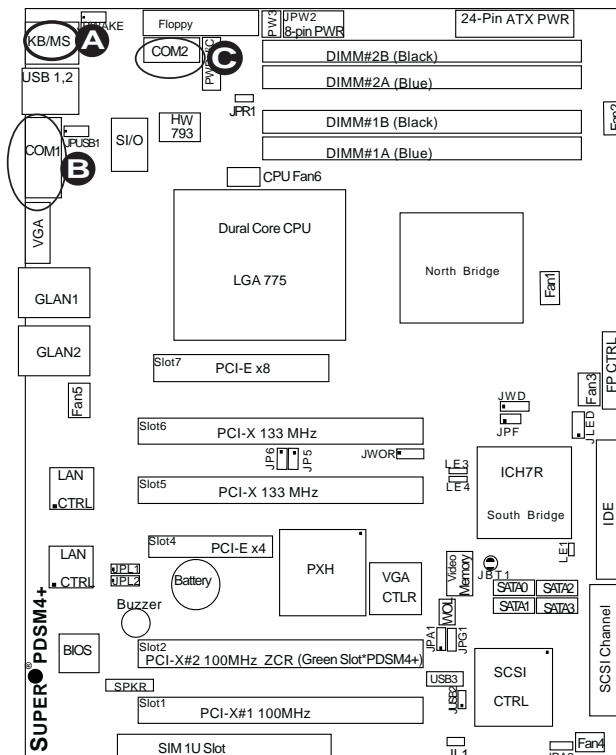 KB/MS
A
Floppy
PW3
JPW2
8-pin PWR
24-Pin ATX PWR
COM2
C
DIMM#2B (Black)
USB 1,2
DIMM#2A (Blue)
JPR1
Fan2
COM1
JPUSB1
SI/O
HW
793
DIMM#1B (Black)
DIMM#1A (Blue)
B
CPU Fan6
VGA
Dural Core CPU
LGA 775
North Bridge
Fan1
GLAN1
GLAN2
Slot7
PCI-E x8
FP CTRL
Fan5
Fan3
JWD
JPF
JLED
Slot6
PCI-X 133 MHz
JP6
JP5
JWOR
LE3
LE4
ICH7R
South Bridge
LAN
CTRL
Slot5
PCI-X 133 MHz
IDE
Slot4
PCI-E x4
LE1
LAN
CTRL
JPL1
JPL2
Battery
PXH
VGA
CTLR
Video
Memory
JBT1
SATA0
SATA2
SATA1
SATA3
Buzzer
WOL
JPA1
JPG1
SCSI Channel
SUPER® PDSM4+
BIOS
Slot2
PCI-X#2 100MHz ZCR (Green Slot*PDSM4+)
SCSI
CTRL
USB3
JUSB2
SPKR
Slot1
PCI-X#1 100MHz
SIM 1U Slot
JL1
Fan4